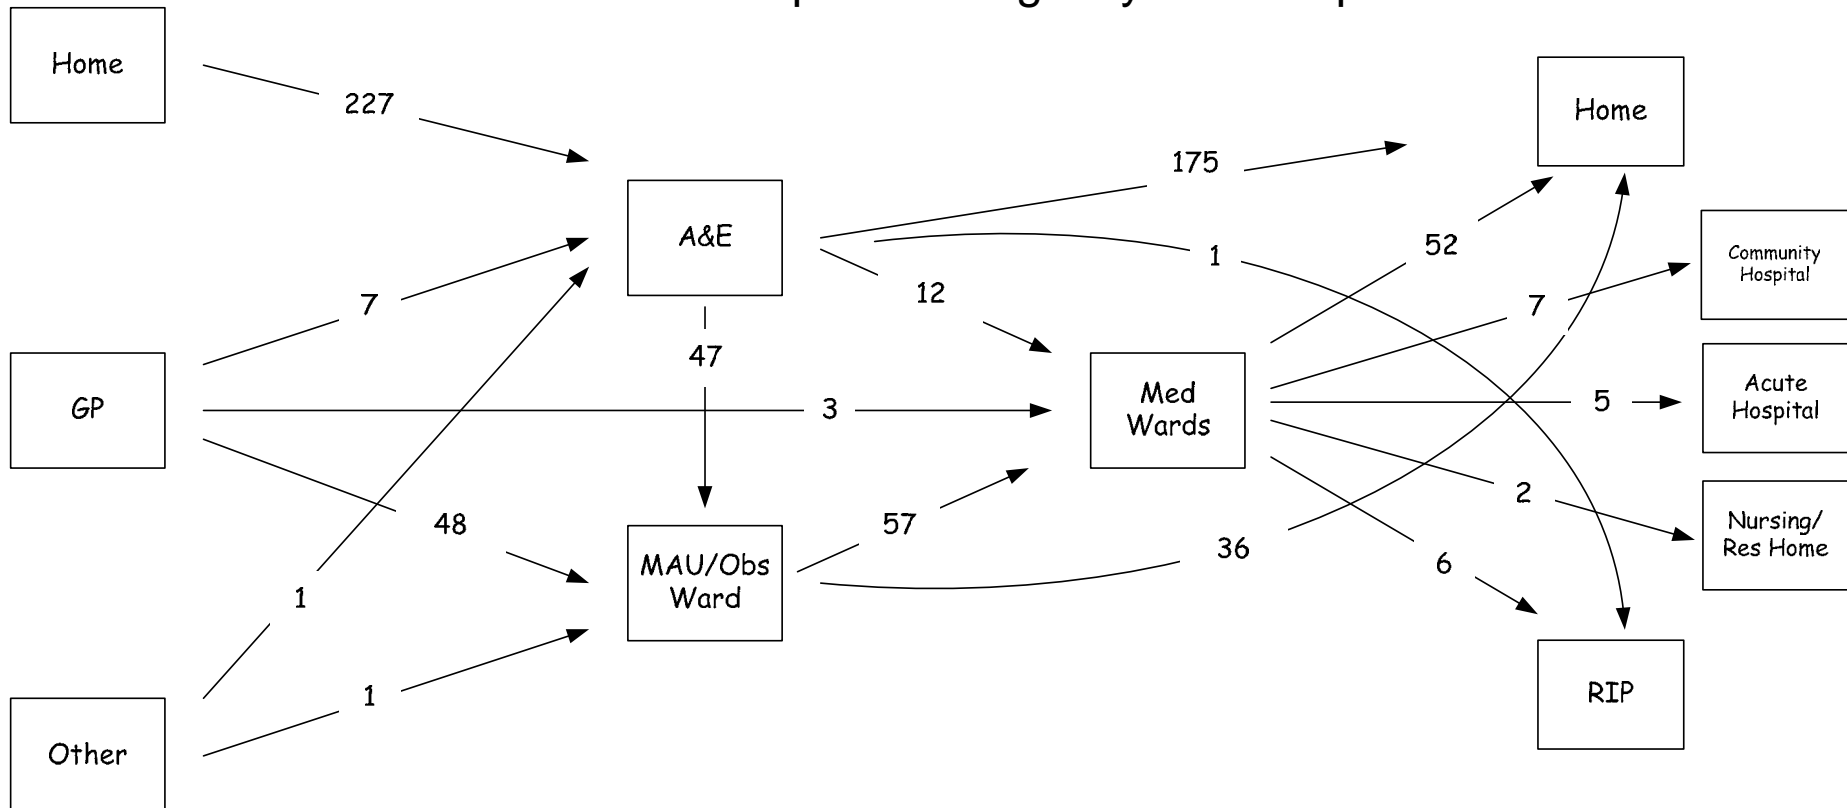 Home
227
A&E
175
Home
1
52
Community
Hospital
12
7
7
47
GP
3
Med
Wards
5
Acute
Hospital
48
57
36
2
Nursing/
Res Home
6
1
MAU/Obs
Ward
1
RIP
Other